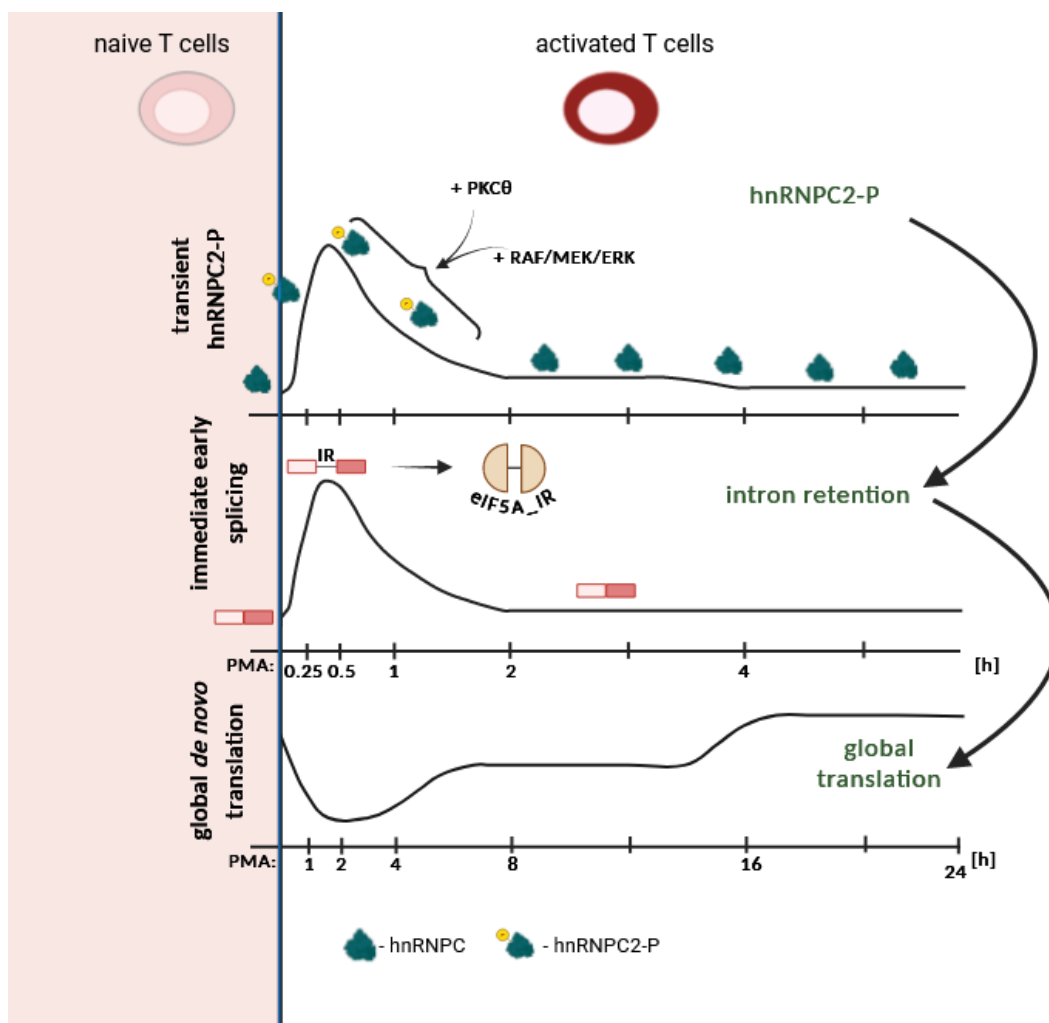 naive T cells
activated T cells
transient
hnRNPC2-P
+ PKCθ
+ RAF/MEK/ERK
hnRNPC2-P
immediate early
splicing
IR
eIF5A_IR
intron retention
PMA: 0.25 0.5 1 2 4 [h]
global de novo
translation
global
translation
PMA: 1 2 4 8 16 24 [h]
- hnRNPC
- hnRNPC2-P